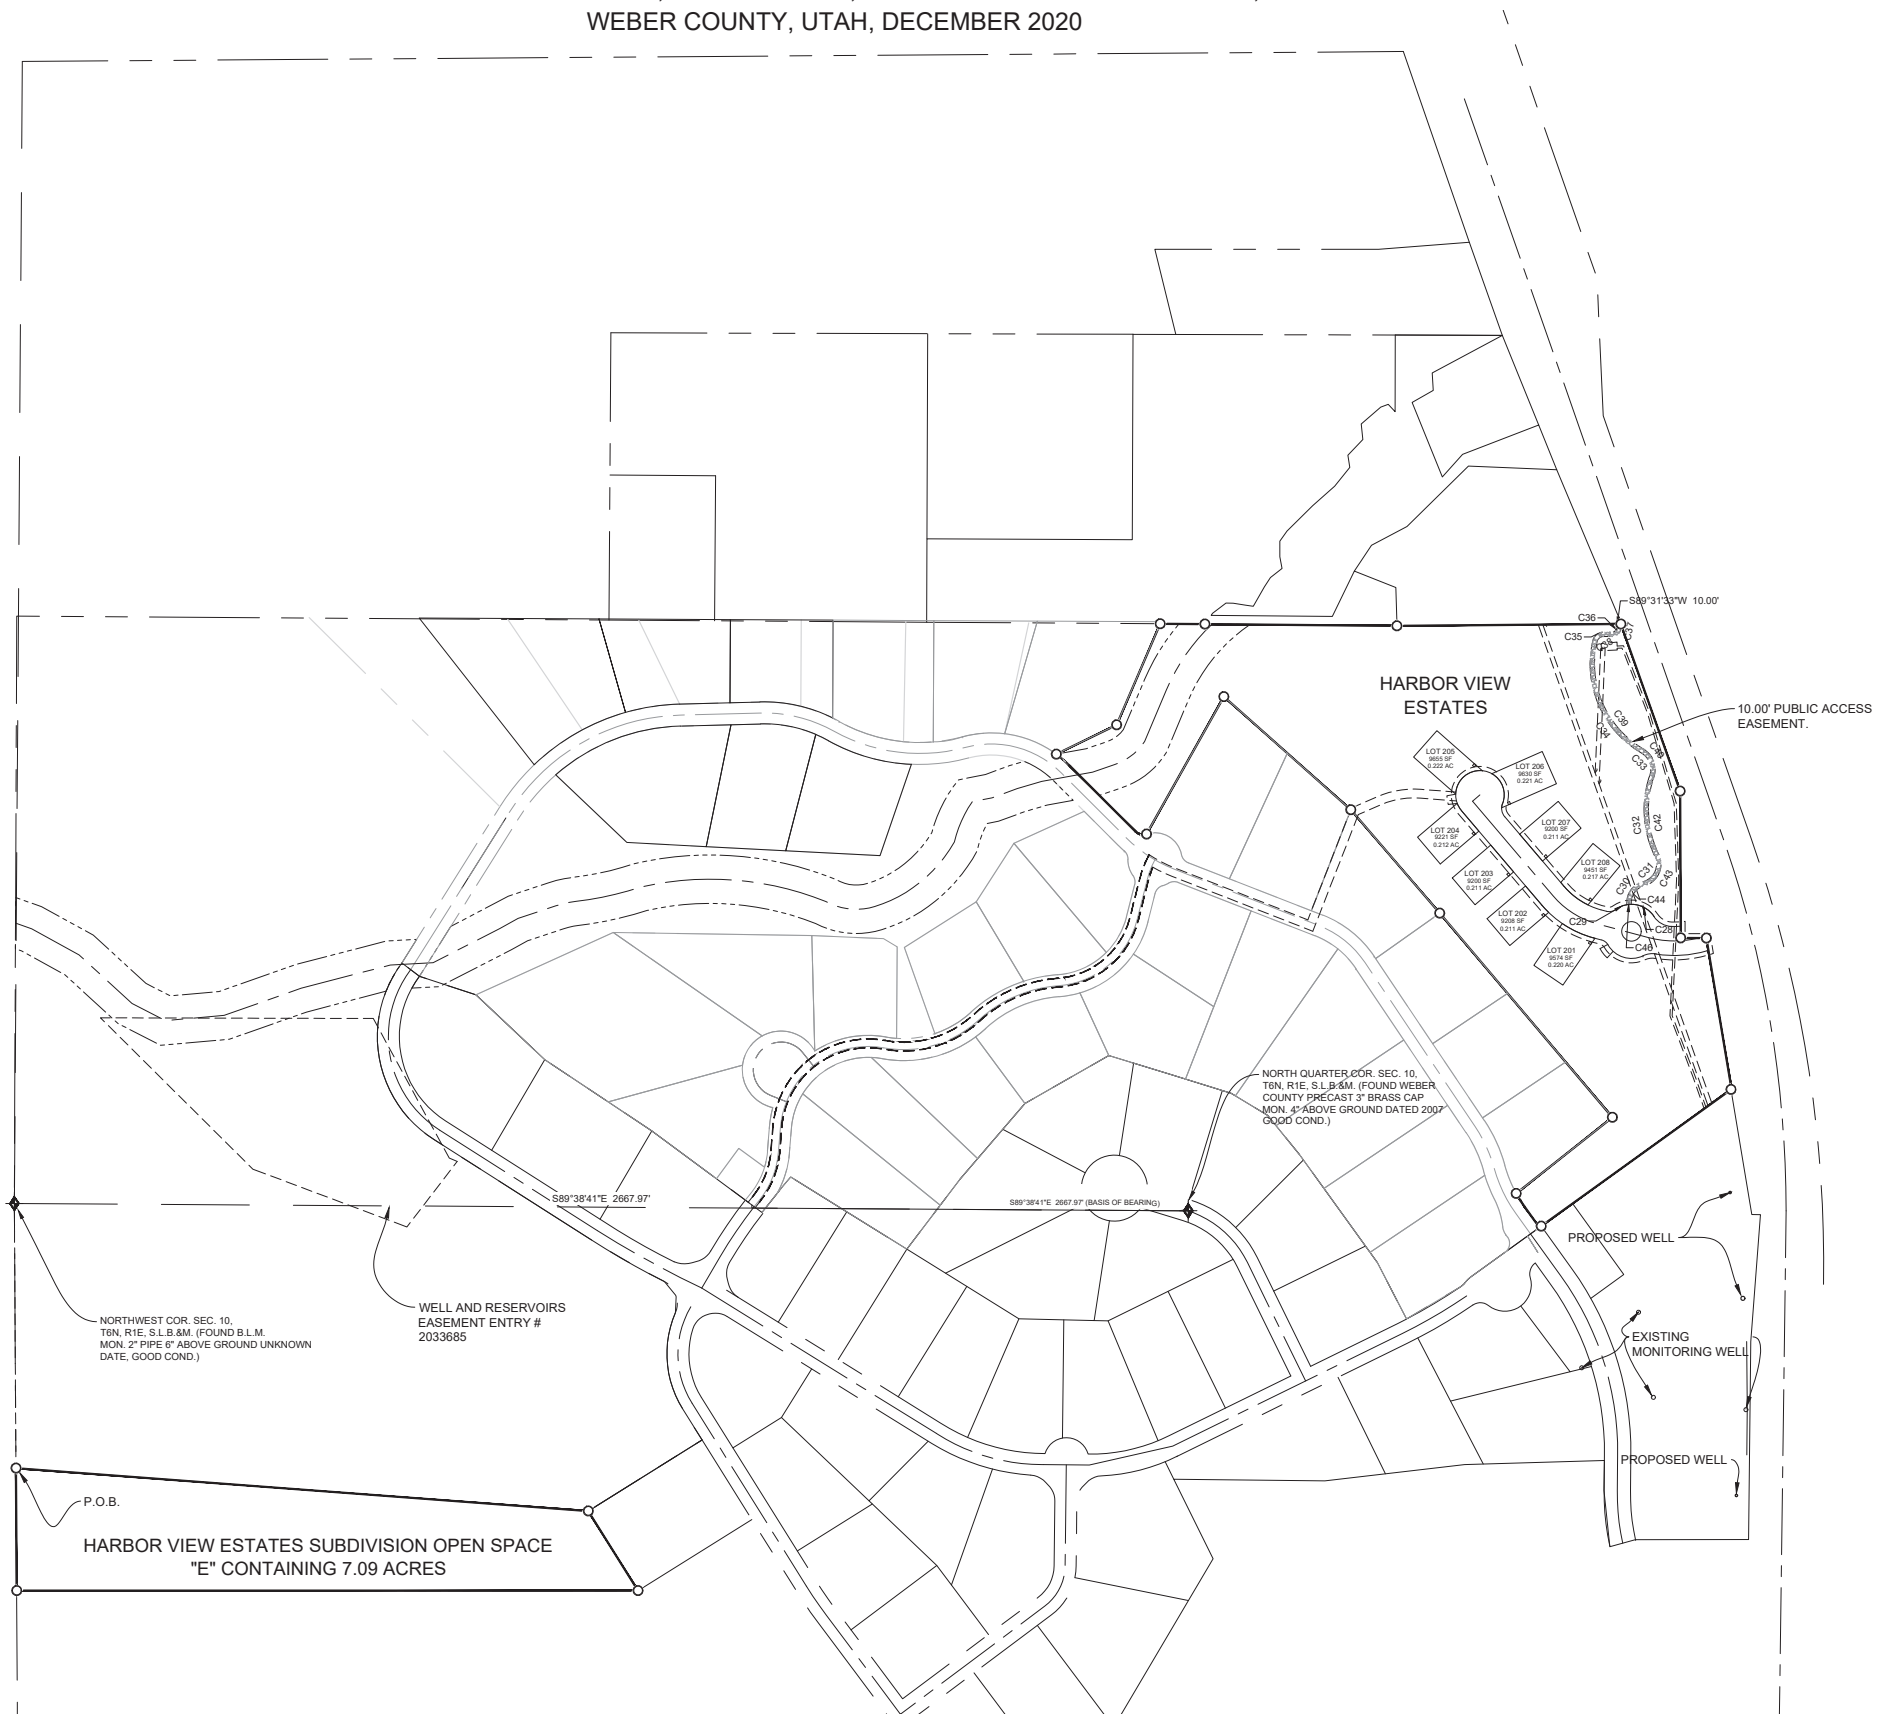 WEBER COUNTY, UTAH, DECEMBER 2020
S89°31'33"W 10.00'
C36
C37
C35
C38
HARBOR VIEW
ESTATES
10.00' PUBLIC ACCESS
EASEMENT.
C39
C34
C33
LOT 205
9655 SF
0.222 AC
LOT 206
9630 SF
0.221 AC
LOT 204
9221 SF
0.212 AC
LOT 207
9200 SF
0.211 AC
C32
C42
LOT 203
9200 SF
0.211 AC
LOT 208
9451 SF
0.217 AC
C31
C43
C30
C44
LOT 202
9208 SF
0.211 AC
C29
C28
C46
LOT 201
9574 SF
0.220 AC
NORTH QUARTER COR. SEC. 10,
T6N, R1E, S.L.B.&M. (FOUND WEBER
COUNTY PRECAST 3" BRASS CAP
MON. 4" ABOVE GROUND DATED 2007
GOOD COND.)
S89°38'41"E 2667.97'
S89°38'41"E 2667.97' (BASIS OF BEARING)
PROPOSED WELL
NORTHWEST COR. SEC. 10,
T6N, R1E, S.L.B.&M. (FOUND B.L.M.
MON. 2" PIPE 6" ABOVE GROUND UNKNOWN
DATE, GOOD COND.)
WELL AND RESERVOIRS
EASEMENT ENTRY #
2033685
EXISTING
MONITORING WELL
PROPOSED WELL
P.O.B.
HARBOR VIEW ESTATES SUBDIVISION OPEN SPACE
"E" CONTAINING 7.09 ACRES